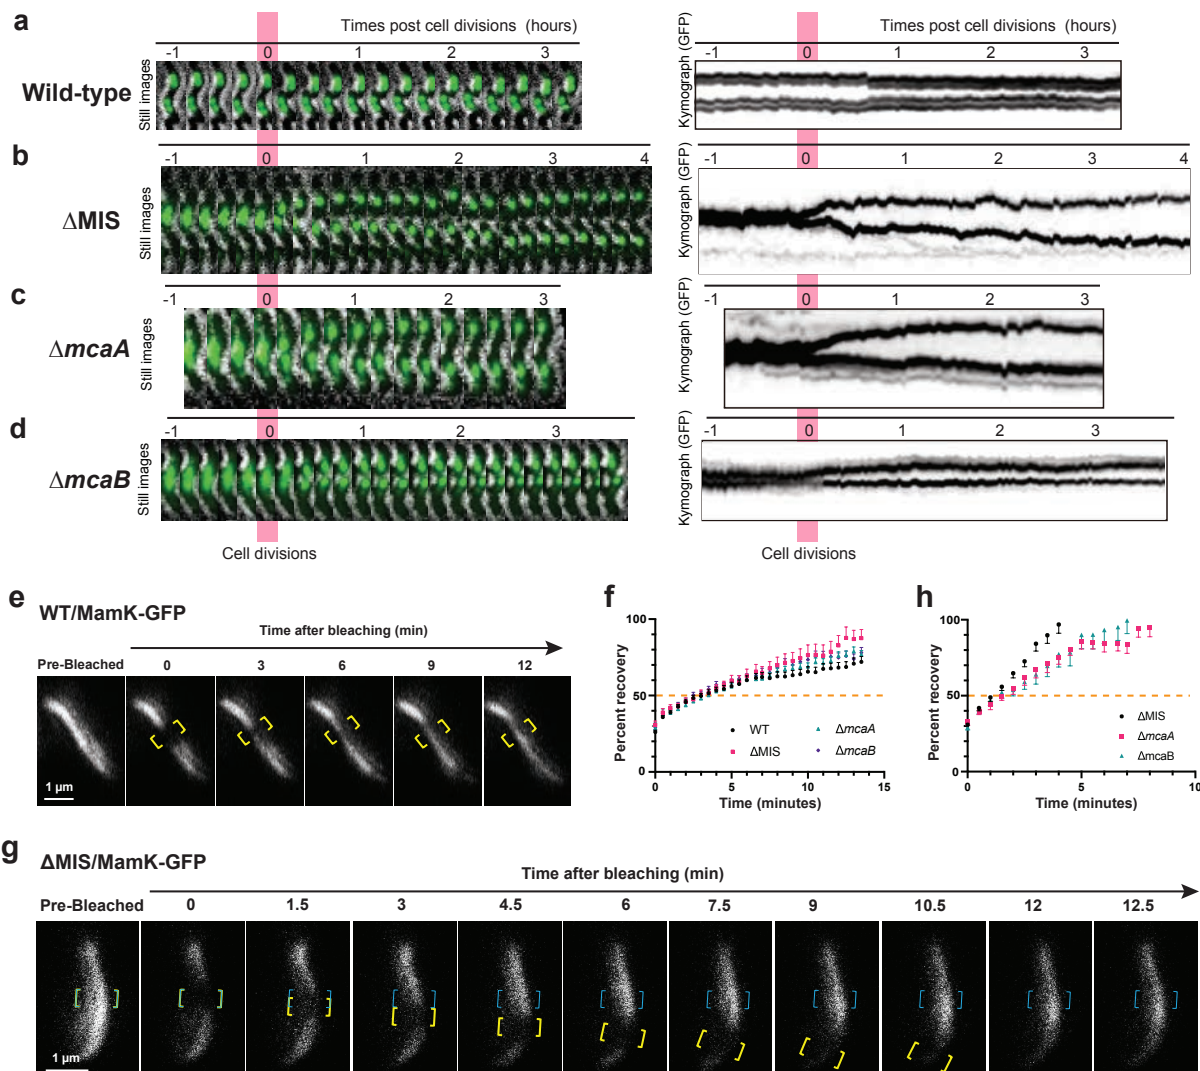 a
Times post cell divisions (hours)
-1 0 1 2 3
Wild-type
Still images
Kymograph (GFP)
-1 0 1 2 3
b
-1 0 1 2 3 4
ΔMIS
Still images
Kymograph (GFP)
Times post cell divisions (hours)
-1 0 1 2 3 4
c
-1 0 1 2 3
ΔmcaA
Still images
Kymograph (GFP)
-1 0 1 2 3
d
-1 0 1 2 3
ΔmcaB
Still images
Kymograph (GFP)
-1 0 1 2 3
Cell divisions
Cell divisions
e
WT/MamK-GFP
Time after bleaching (min)
Pre-Bleached 0 3 6 9 12
1 µm
f
Percent recovery
100
50
0
0 5 10 15
Time (minutes)
WT
ΔMIS
ΔmcaA
ΔmcaB
h
Percent recovery
100
50
0
0 5 10
Time (minutes)
ΔMIS
ΔmcaA
ΔmcaB
g
ΔMIS/MamK-GFP
Time after bleaching (min)
Pre-Bleached 0 1.5 3 4.5 6 7.5 9 10.5 12 12.5
1 µm